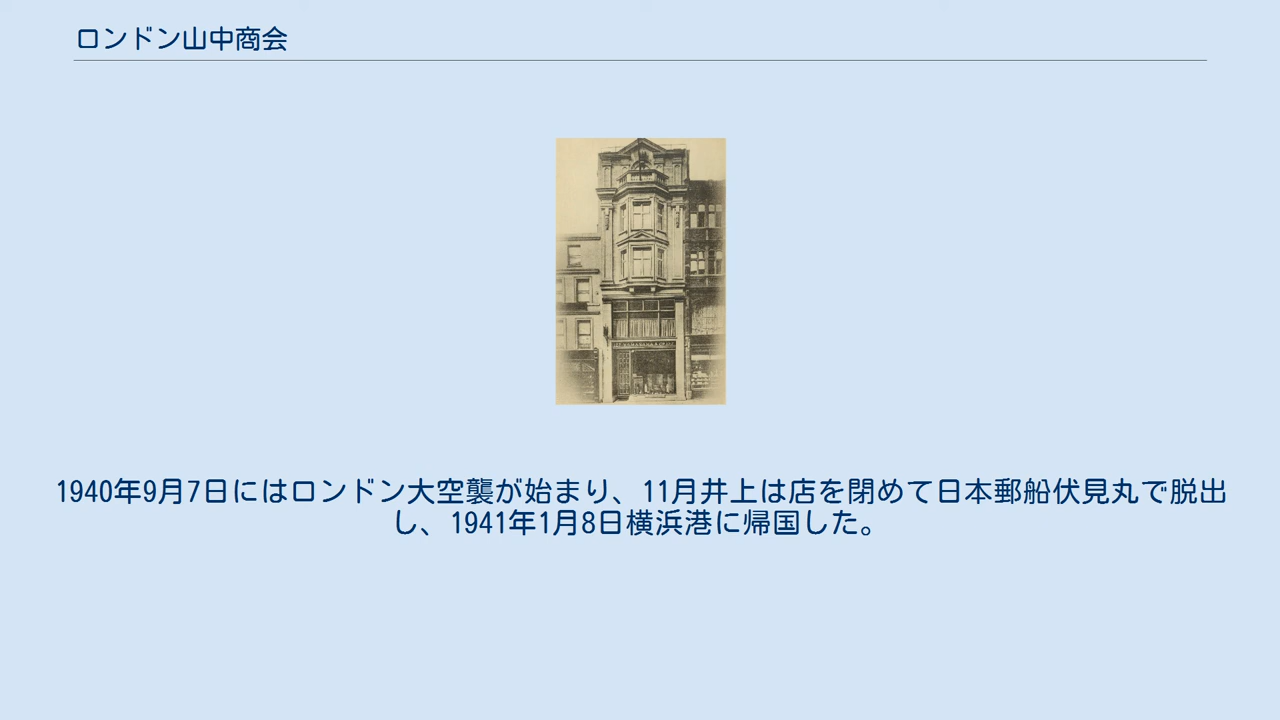 ロンドン山中商会
1940年9月7日にはロンドン大空襲が始まり、11月井上は店を閉めて日本郵船伏見丸で脱出
し、1941年1月8日横浜港に帰国した。